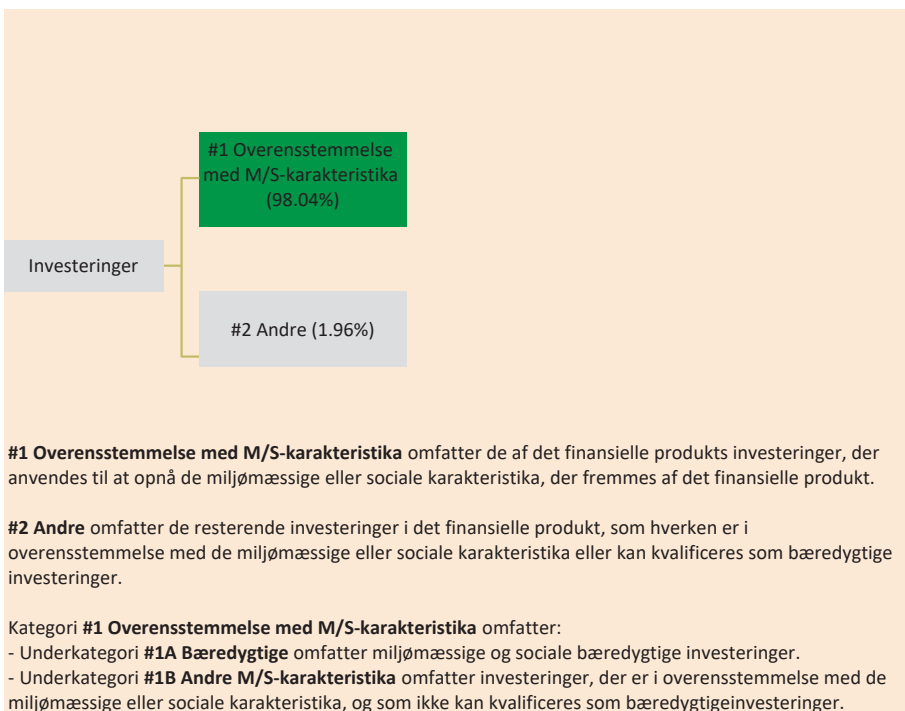 #1 Overensstemmelse
med M/S-karakteristika
(98.04%)
Investeringer
#2 Andre (1.96%)
#1 Overensstemmelse med M/S-karakteristika omfatter de af det finansielle produkts investeringer, der
anvendes til at opnå de miljømæssige eller sociale karakteristika, der fremmes af det finansielle produkt.
#2 Andre omfatter de resterende investeringer i det finansielle produkt, som hverken er i
overensstemmelse med de miljømæssige eller sociale karakteristika eller kan kvalificeres som bæredygtige
investeringer.
Kategori #1 Overensstemmelse med M/S-karakteristika omfatter:
- Underkategori #1A Bæredygtige omfatter miljømæssige og sociale bæredygtige investeringer.
- Underkategori #1B Andre M/S-karakteristika omfatter investeringer, der er i overensstemmelse med de
miljømæssige eller sociale karakteristika, og som ikke kan kvalificeres som bæredygtigeinvesteringer.